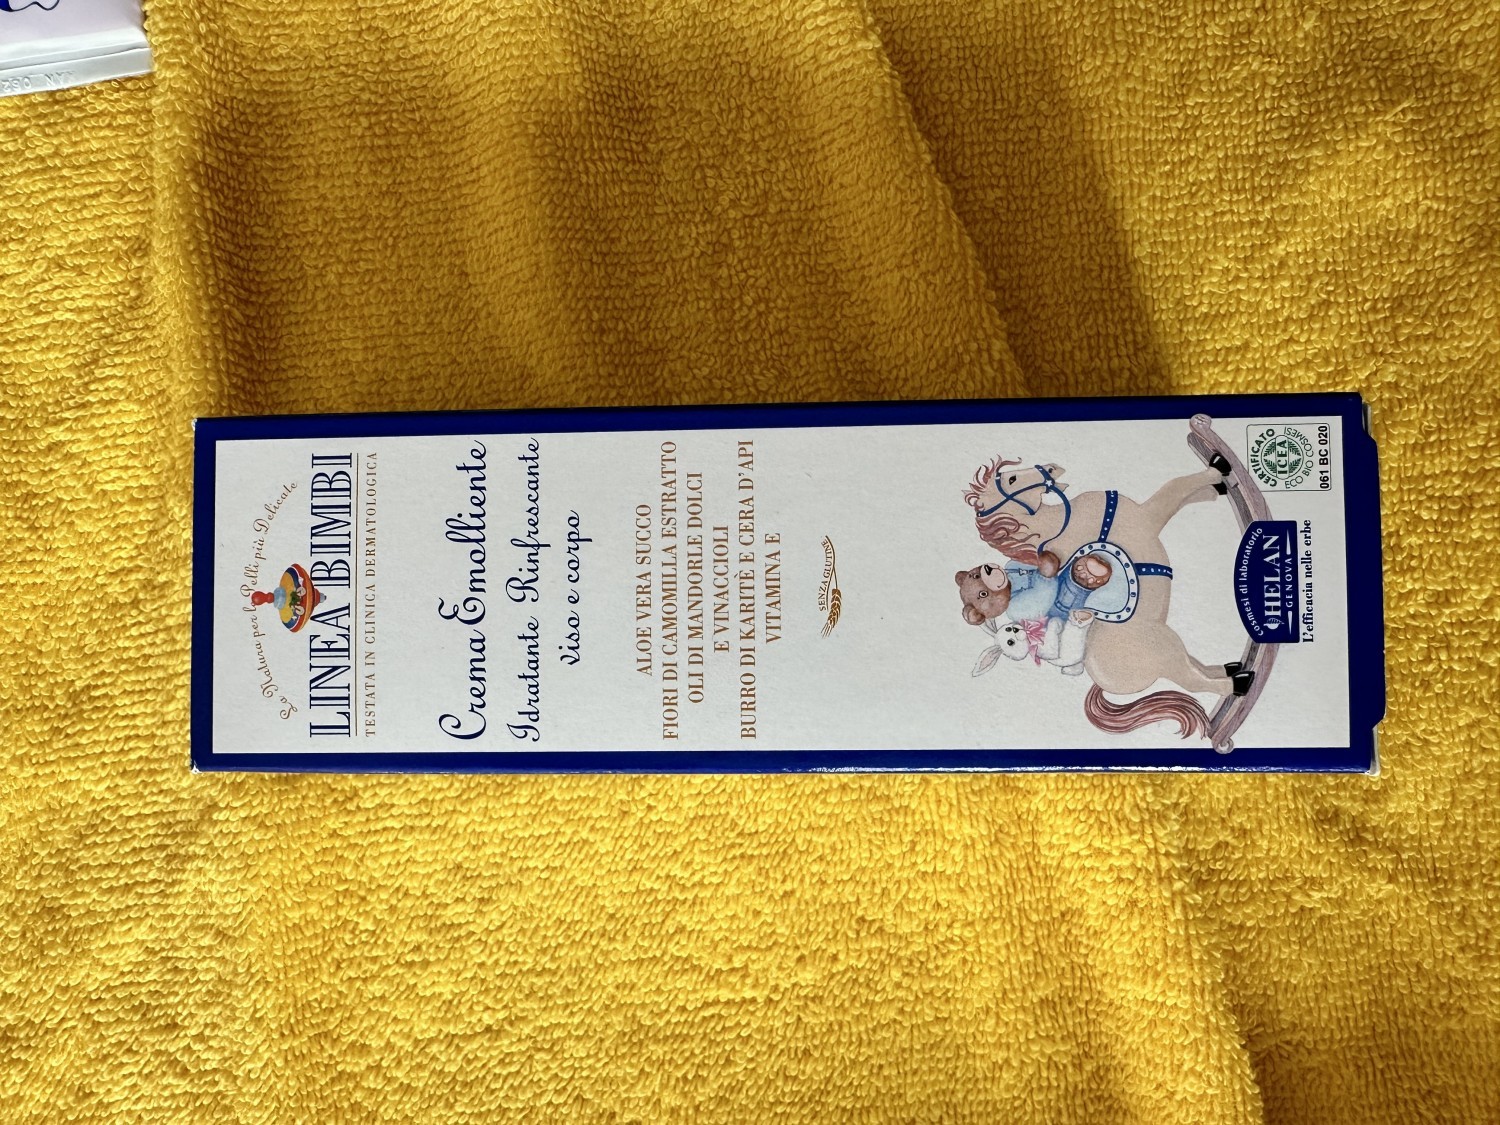 La Natura per le Pelli più Delicate
LINEA BIMBI
TESTATA IN CLINICA DERMATOLOGICA
Crema Emolliente
Idratante Rinfrescante
viso e corpo
ALOE VERA SUCCO
FIORI DI CAMOMILLA ESTRATTO
OLI DI MANDORLE DOLCI
E VINACCIOLI
BURRO DI KARITÈ E CERA D'API
VITAMINA E
SENZA GLUTINE
CERTIFICATO
ICEA
ECO BIO COSMESI
061 BC 020
Cosmesi di laboratorio
HELAN
GENOVA
L'efficacia nelle erbe